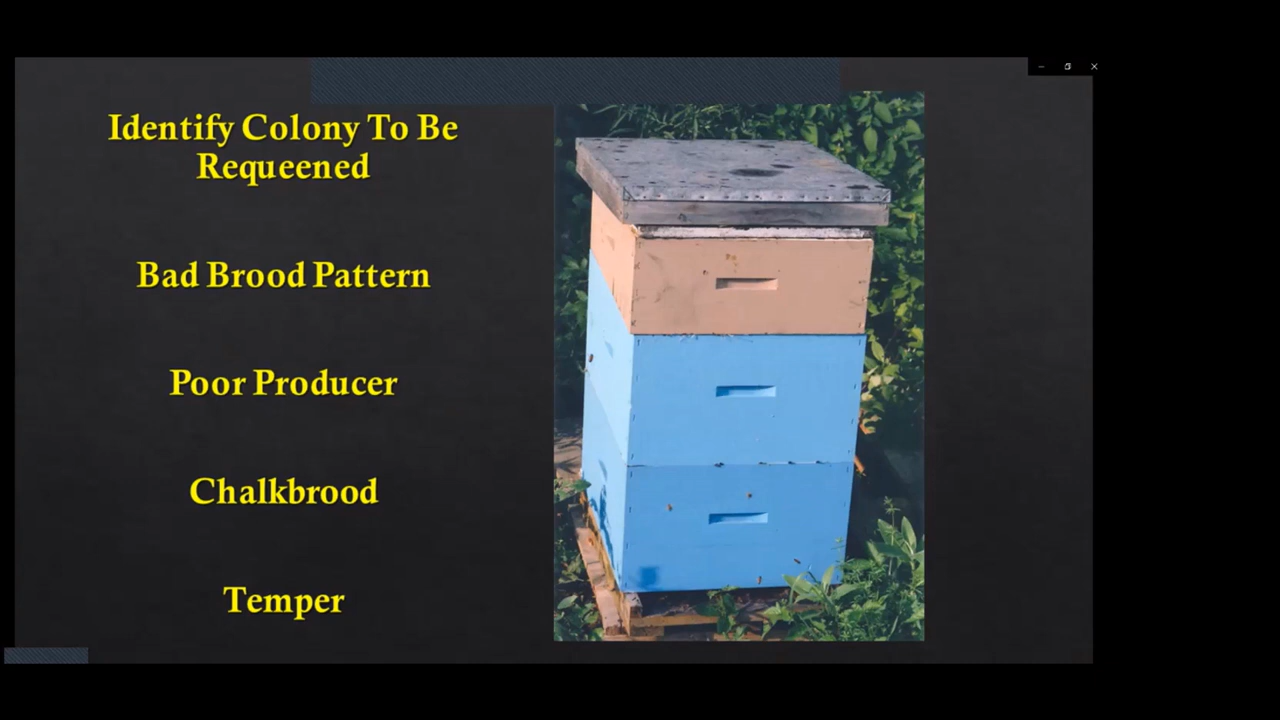 Identify Colony To Be
Requeened
Bad Brood Pattern
Poor Producer
Chalkbrood
Temper